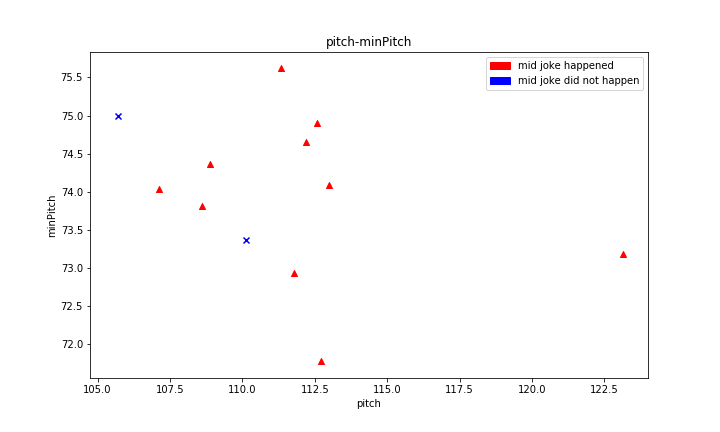 pitch-minPitch
mid joke happened
mid joke did not happen
75.5
75.0
74.5
74.0
73.5
73.0
72.5
72.0
minPitch
105.0 107.5 110.0 112.5 115.0 117.5 120.0 122.5
pitch